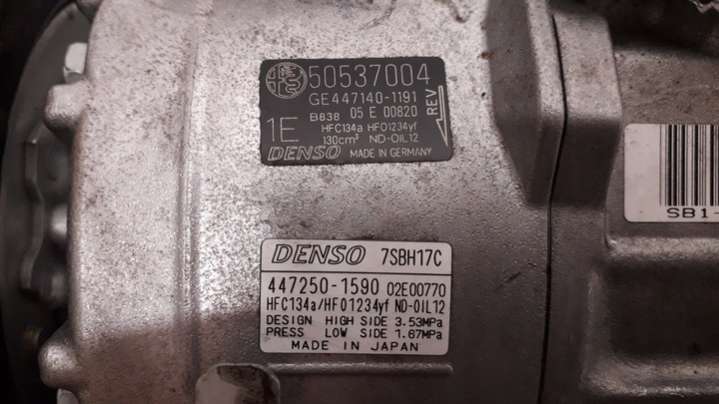 50537004
GE447140-1191
B838 05 E 00820
1E
REV
HFC134a HFO1234yf
130cm³ ND-OIL12
DENSO MADE IN GERMANY
SB1-
DENSO 7SBH17C
447250-1590 02E00770
HFC134a/HFO1234yf ND-OIL12
DESIGN HIGH SIDE 3.53MPa
PRESS LOW SIDE 1.67MPa
MADE IN JAPAN